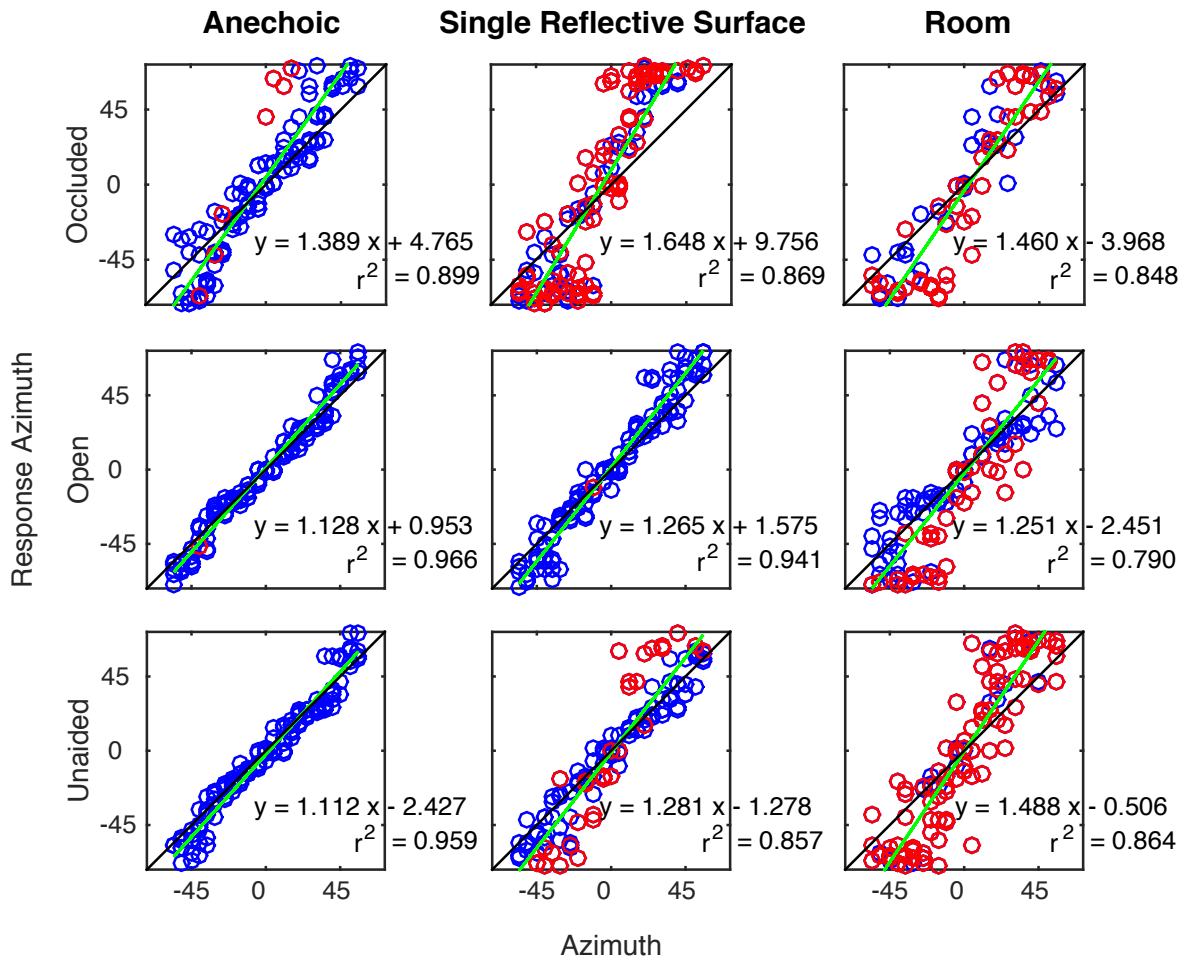 Anechoic
Single Reflective Surface
Room
Response Azimuth
Occluded
45
0
-45
y = 1.389 x + 4.765
r² = 0.899
y = 1.648 x + 9.756
r² = 0.869
y = 1.460 x - 3.968
r² = 0.848
Open
45
0
-45
y = 1.128 x + 0.953
r² = 0.966
y = 1.265 x + 1.575
r² = 0.941
y = 1.251 x - 2.451
r² = 0.790
Unaided
45
0
-45
y = 1.112 x - 2.427
r² = 0.959
y = 1.281 x - 1.278
r² = 0.857
y = 1.488 x - 0.506
r² = 0.864
-45 0 45
-45 0 45
-45 0 45
Azimuth